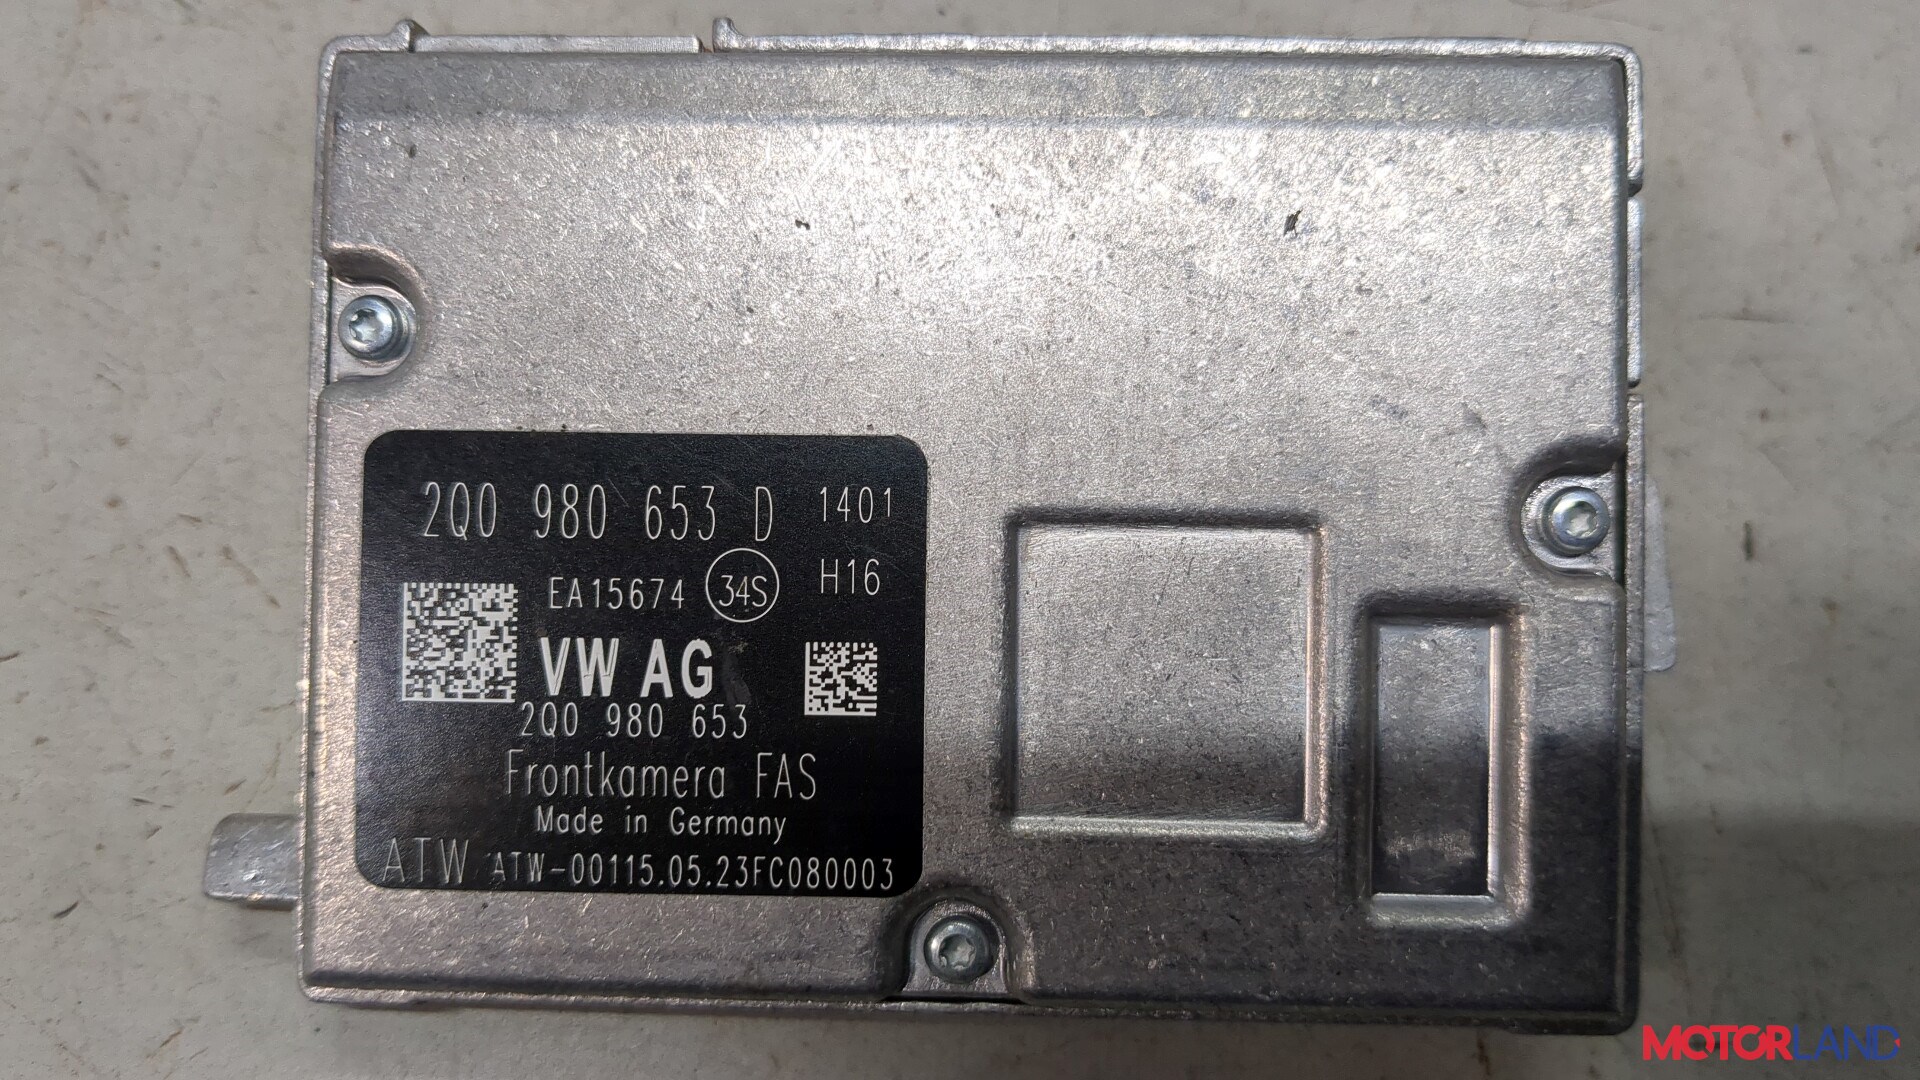 2Q0 980 653 D 1401
EA15674 34S H16
VW AG
2Q0 980 653
Frontkamera FAS
Made in Germany
ATW ATW-00115.05.23FC080003
MOTORLAND